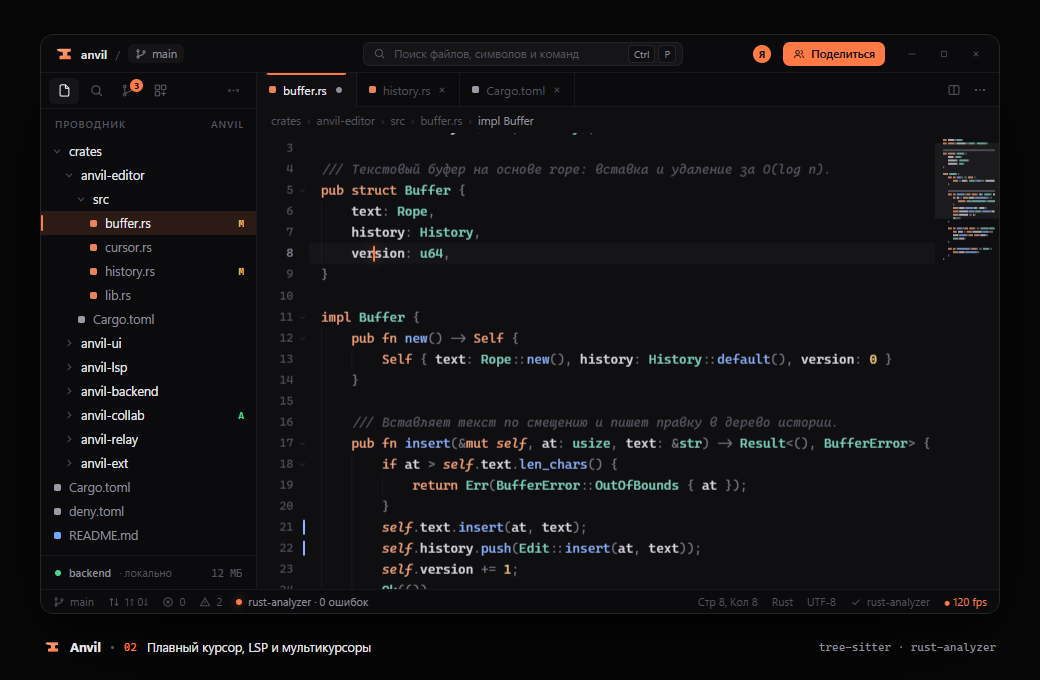 anvil / main
Поиск файлов, символов и команд Ctrl P
Я Поделиться
3
buffer.rs history.rs × Cargo.toml ×
ПРОВОДНИК ANVIL
crates
anvil-editor
src
buffer.rs M
cursor.rs
history.rs M
lib.rs
Cargo.toml
anvil-ui
anvil-lsp
anvil-backend
anvil-collab A
anvil-relay
anvil-ext
Cargo.toml
deny.toml
README.md
backend · локально 12 МБ
crates › anvil-editor › src › buffer.rs › impl Buffer
3
4 /// Текстовый буфер на основе rope: вставка и удаление за O(log n).
5 pub struct Buffer {
6 text: Rope,
7 history: History,
8 version: u64,
9 }
10
11 impl Buffer {
12 pub fn new() -> Self {
13 Self { text: Rope::new(), history: History::default(), version: 0 }
14 }
15
16 /// Вставляет текст по смещению и пишет правку в дерево истории.
17 pub fn insert(&mut self, at: usize, text: &str) -> Result<(), BufferError> {
18 if at > self.text.len_chars() {
19 return Err(BufferError::OutOfBounds { at });
20 }
21 self.text.insert(at, text);
22 self.history.push(Edit::insert(at, text));
23 self.version += 1;
24 Ok(())
main ↑↓ 1↑ 0↓ 0 2 rust-analyzer · 0 ошибок
Стр 8, Кол 8 Rust UTF-8 ✓ rust-analyzer 120 fps
Anvil • 02 Плавный курсор, LSP и мультикурсоры
tree-sitter · rust-analyzer